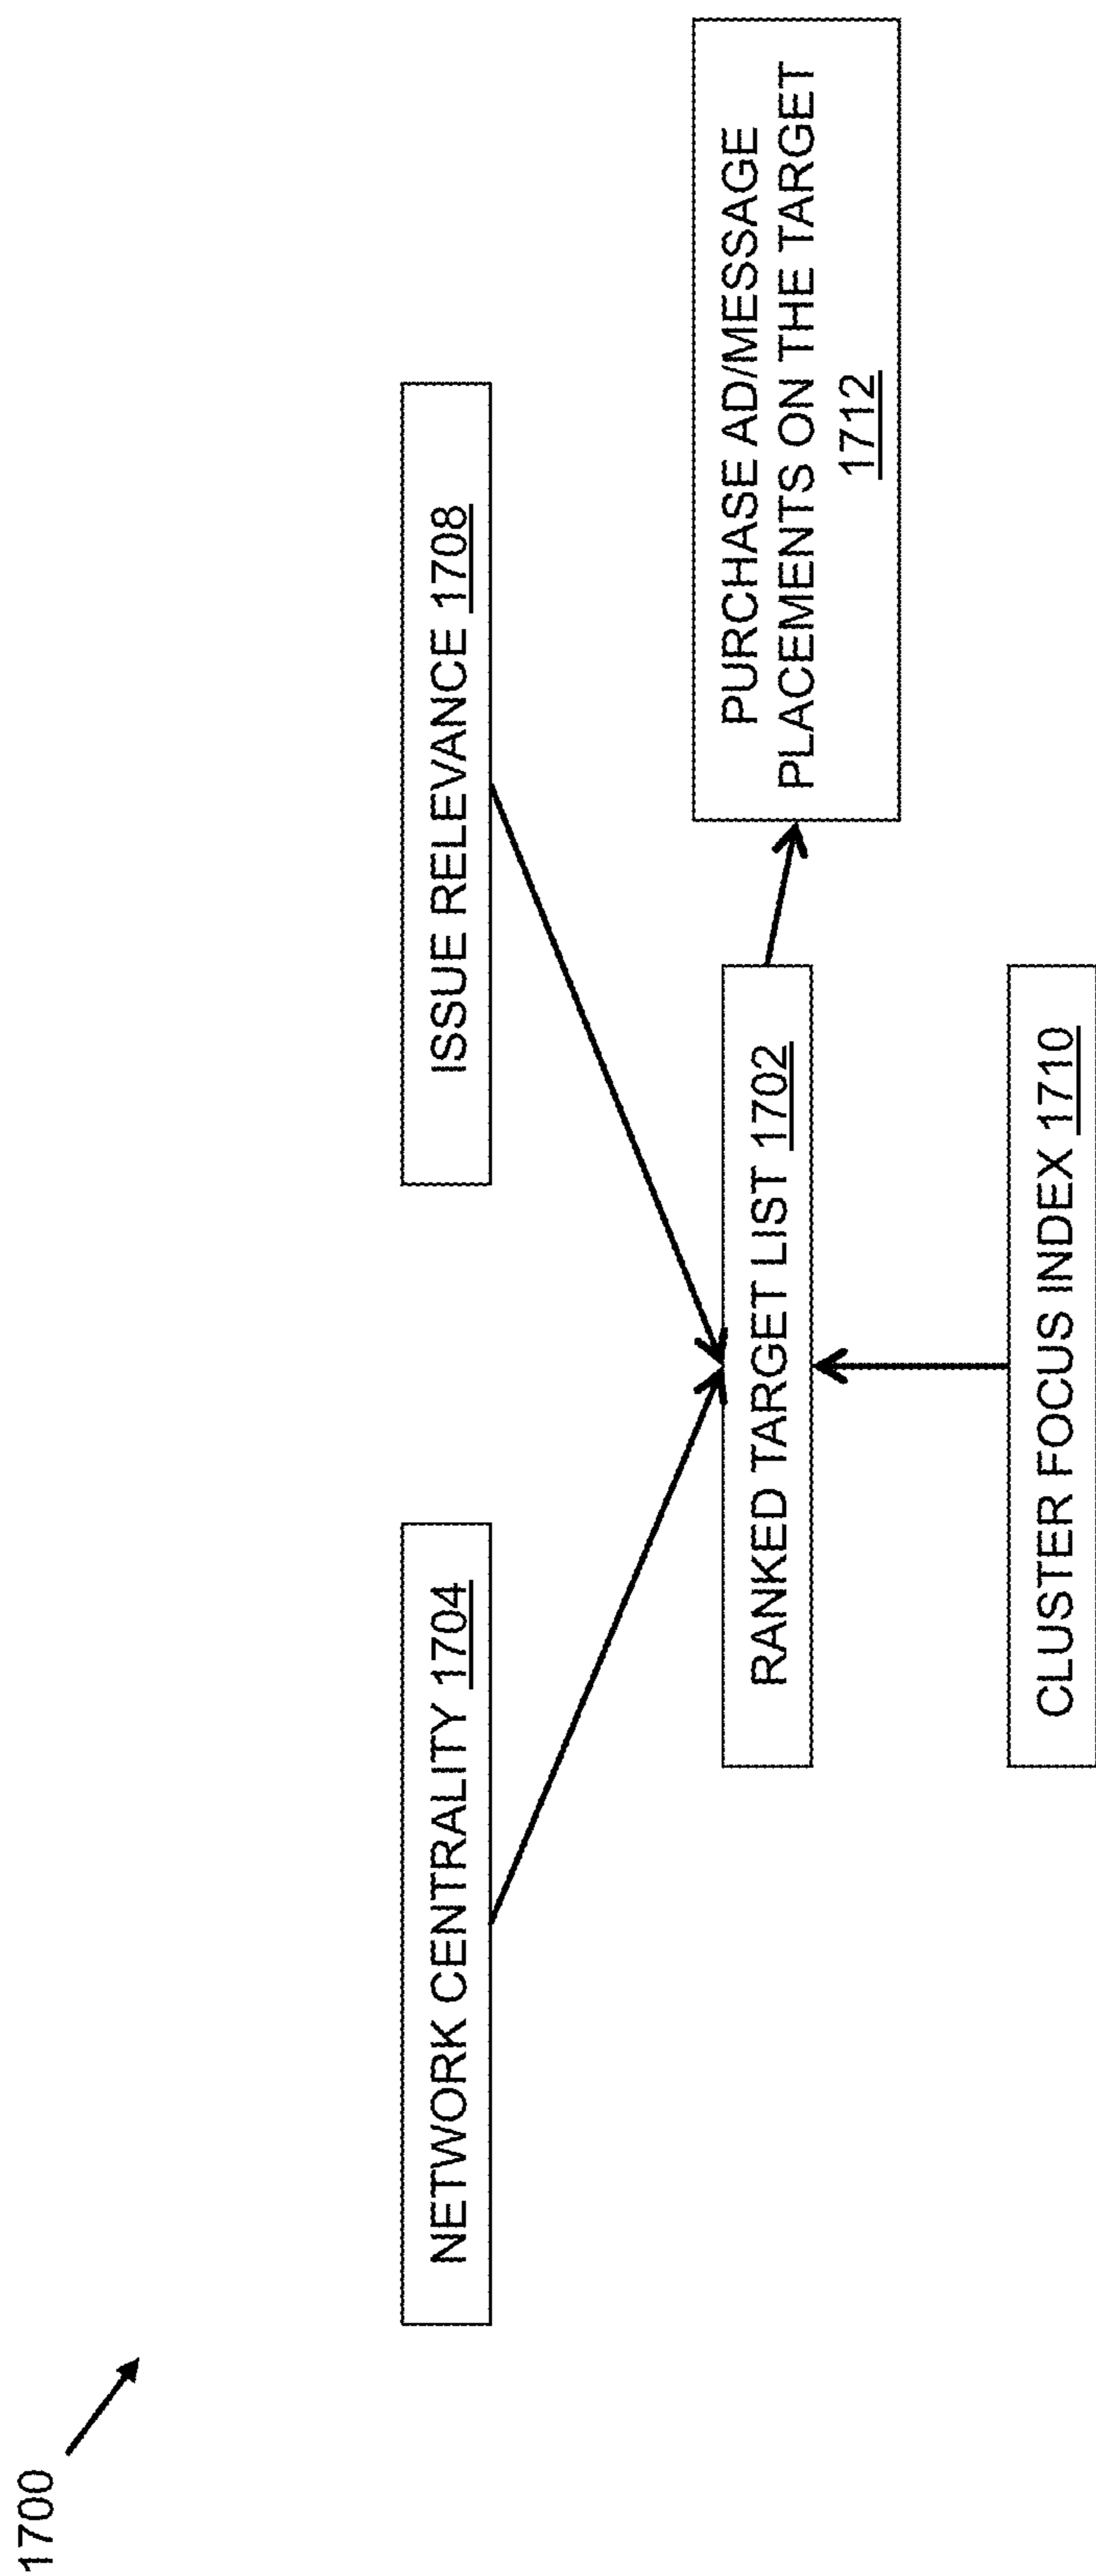 1700
NETWORK CENTRALITY 1704
ISSUE RELEVANCE 1708
RANKED TARGET LIST 1702
PURCHASE AD/MESSAGE
PLACEMENTS ON THE TARGET
1712
CLUSTER FOCUS INDEX 1710